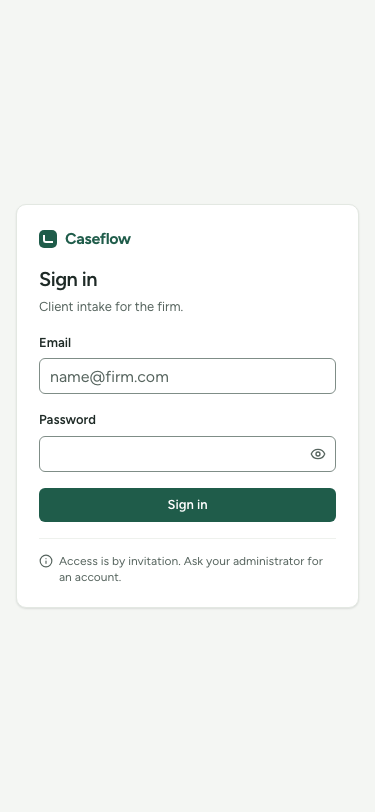 Caseflow
Sign in
Client intake for the firm.
Email
name@firm.com
Password
Sign in
Access is by invitation. Ask your administrator for
an account.